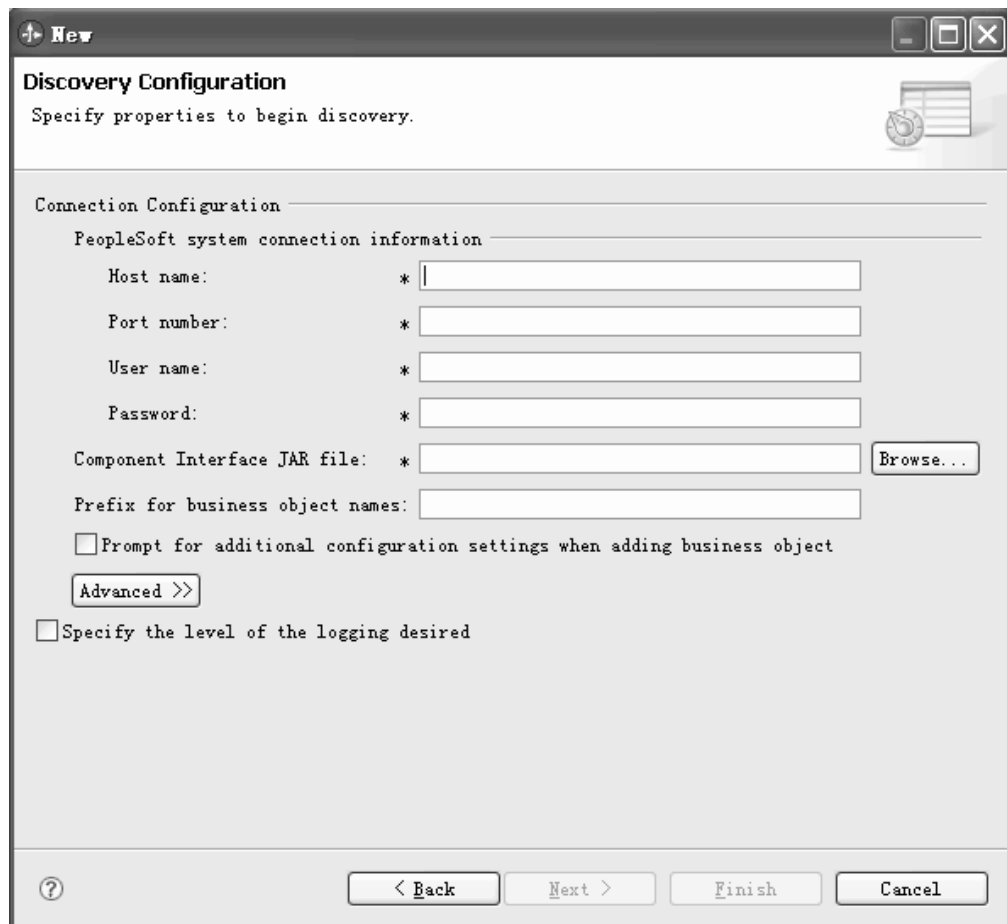 New
Discovery Configuration
Specify properties to begin discovery.
Connection Configuration
PeopleSoft system connection information
Host name: *
Port number: *
User name: *
Password: *
Component Interface JAR file: * Browse...
Prefix for business object names:
Prompt for additional configuration settings when adding business object
Advanced >>
Specify the level of the logging desired
? < Back Next > Finish Cancel